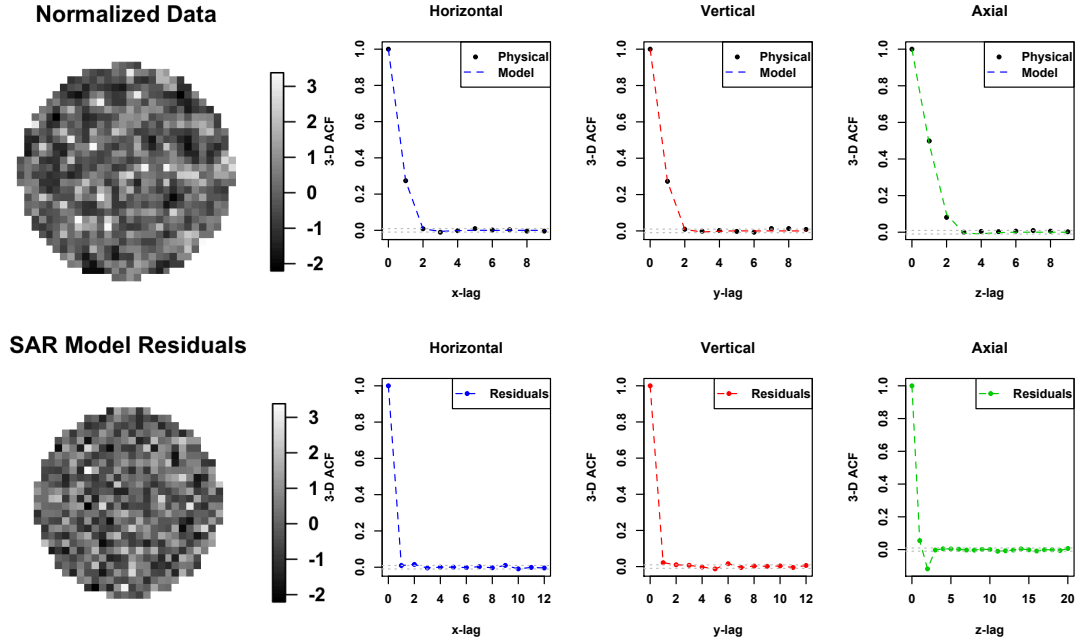 Normalized Data
3
2
1
0
-1
-2
Horizontal
3-D ACF
0.0 0.2 0.4 0.6 0.8 1.0
Physical
Model
0 2 4 6 8
x-lag
Vertical
3-D ACF
0.0 0.2 0.4 0.6 0.8 1.0
Physical
Model
0 2 4 6 8
y-lag
Axial
3-D ACF
0.0 0.2 0.4 0.6 0.8 1.0
Physical
Model
0 2 4 6 8
z-lag
SAR Model Residuals
3
2
1
0
-1
-2
Horizontal
3-D ACF
0.0 0.2 0.4 0.6 0.8 1.0
Residuals
0 2 4 6 8 10 12
x-lag
Vertical
3-D ACF
0.0 0.2 0.4 0.6 0.8 1.0
Residuals
0 2 4 6 8 10 12
y-lag
Axial
3-D ACF
0.0 0.2 0.4 0.6 0.8 1.0
Residuals
0 5 10 15 20
z-lag